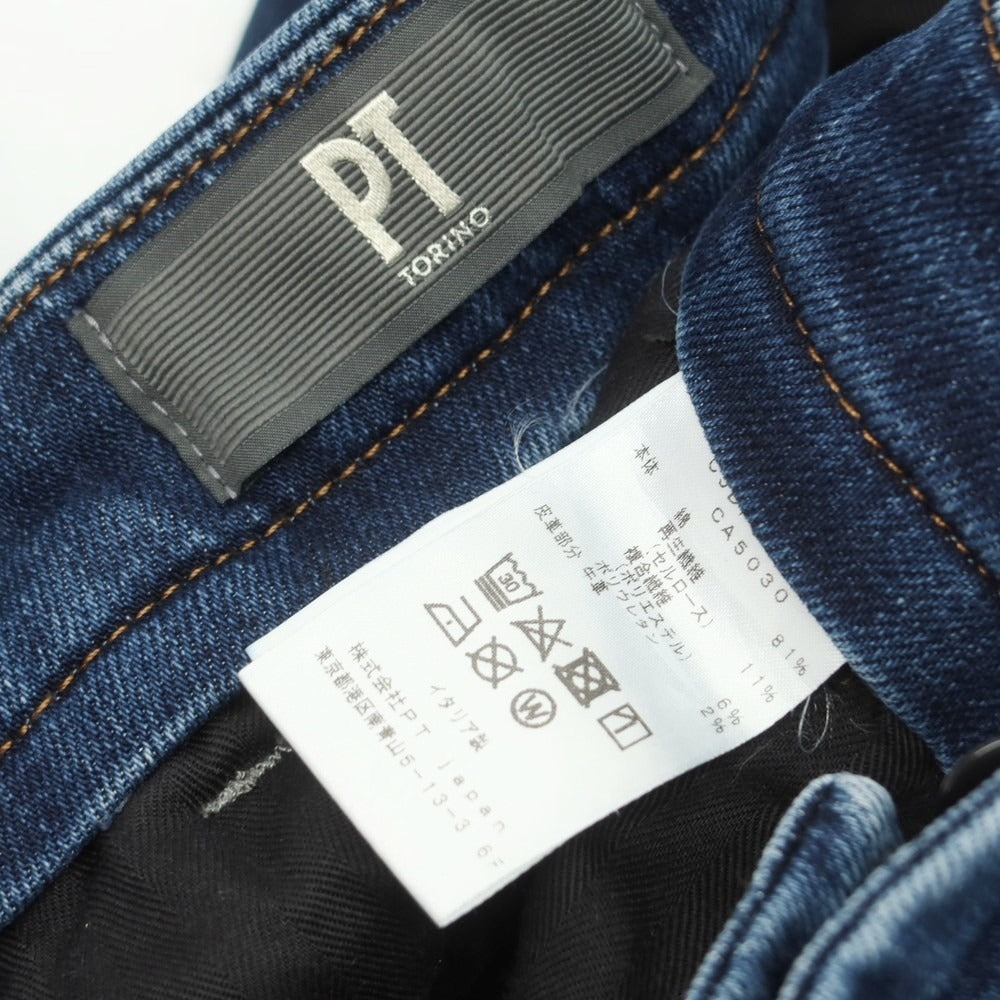 PT
TORINO
CA5030
本体
綿 81%
再生繊維
(セルロース) 11%
複合繊維
(ポリエステル) 6%
ポリウレタン 2%
皮革部分
牛革
30
W
イタリア製
株式会社PT Japan
東京都港区南青山5-13-3 6F